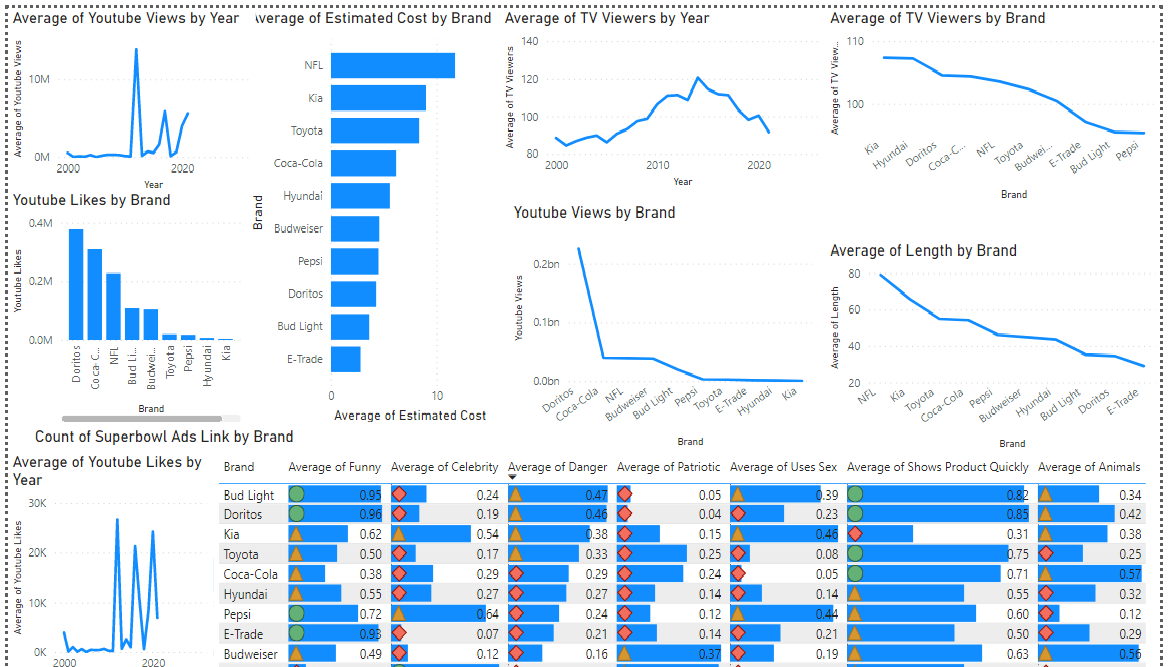 Average of Youtube Views by Year
Average of Youtube Views
10M
0M
2000
2020
Year
Average of Estimated Cost by Brand
Brand
NFL
Kia
Toyota
Coca-Cola
Hyundai
Budweiser
Pepsi
Doritos
Bud Light
E-Trade
0
10
Average of Estimated Cost
Average of TV Viewers by Year
Average of TV Viewers
140
120
100
80
2000
2010
2020
Year
Average of TV Viewers by Brand
Average of TV View...
110
100
Kia
Hyundai
Doritos
Coca-C...
NFL
Toyota
Budwei...
E-Trade
Bud Light
Pepsi
Brand
Youtube Likes by Brand
Youtube Likes
0.4M
0.2M
0.0M
Doritos
Coca-C...
NFL
Bud Li...
Budwei...
Toyota
Pepsi
Hyundai
Kia
Brand
Youtube Views by Brand
Youtube Views
0.2bn
0.1bn
0.0bn
Doritos
Coca-Cola
NFL
Budweiser
Bud Light
Pepsi
Toyota
E-Trade
Hyundai
Kia
Brand
Average of Length by Brand
Average of Length
80
60
40
20
NFL
Kia
Toyota
Coca-Cola
Pepsi
Budweiser
Hyundai
Bud Light
Doritos
E-Trade
Brand
Count of Superbowl Ads Link by Brand
Average of Youtube Likes by
Year
Average of Youtube Likes
30K
20K
10K
0K
2000
2020
Brand Average of Funny Average of Celebrity Average of Danger Average of Patriotic Average of Uses Sex Average of Shows Product Quickly Average of Animals
Bud Light 0.95 0.24 0.47 0.05 0.39 0.82 0.34
Doritos 0.96 0.19 0.46 0.04 0.23 0.85 0.42
Kia 0.62 0.54 0.38 0.15 0.46 0.31 0.38
Toyota 0.50 0.17 0.33 0.25 0.08 0.75 0.25
Coca-Cola 0.38 0.29 0.29 0.24 0.05 0.71 0.57
Hyundai 0.55 0.27 0.27 0.14 0.14 0.55 0.32
Pepsi 0.72 0.64 0.24 0.12 0.44 0.60 0.12
E-Trade 0.93 0.07 0.21 0.14 0.21 0.50 0.29
Budweiser 0.49 0.12 0.16 0.37 0.19 0.63 0.56